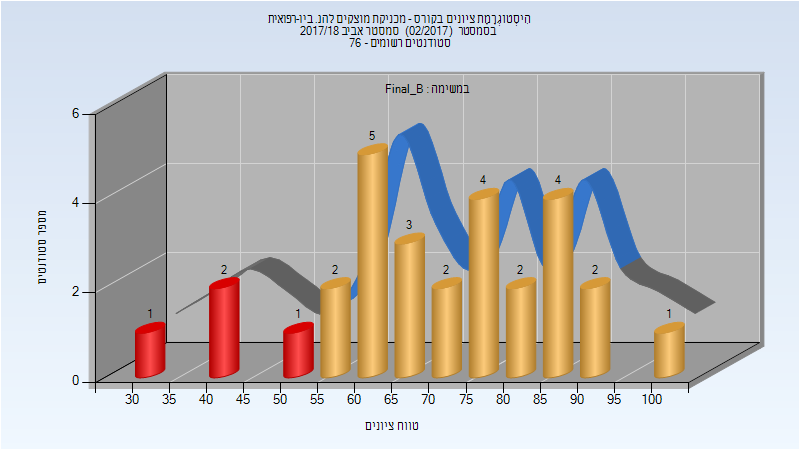 היסטוגרמת ציונים בקורס - מכניקת מוצקים להנ. ביו-רפואית
בסמסטר (02/2017) סמסטר אביב 2017/18
סטודנטים רשומים - 76
במשימה : Final_B
מספר סטודנטים
6
4
2
0
1
2
1
2
5
3
2
4
2
4
2
1
30 35 40 45 50 55 60 65 70 75 80 85 90 95 100
טווח ציונים